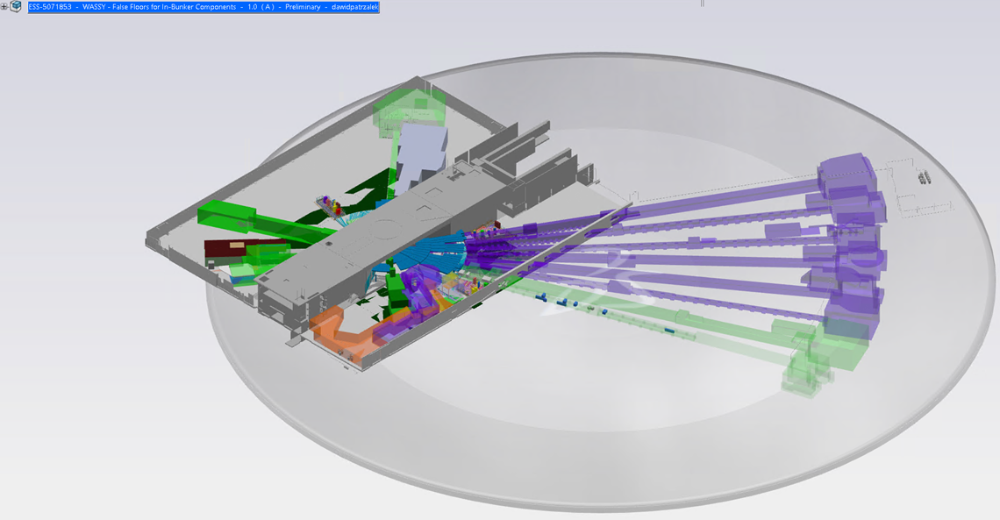 ESS-5071853 - WASSY - False Floors for In-Bunker Components - 1.0 (A) - Preliminary - dawidpatrzalek